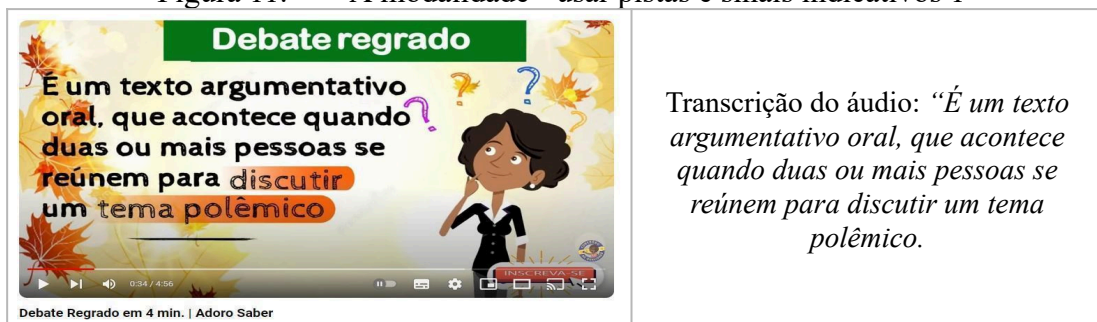 Debate regrado
É um texto argumentativo
oral, que acontece quando
duas ou mais pessoas se
reúnem para discutir
um tema polêmico
INSCREVA-SE
0:34 / 4:56
Debate Regrado em 4 min. | Adoro Saber
Transcrição do áudio: “É um texto
argumentativo oral, que acontece
quando duas ou mais pessoas se
reúnem para discutir um tema
polêmico.